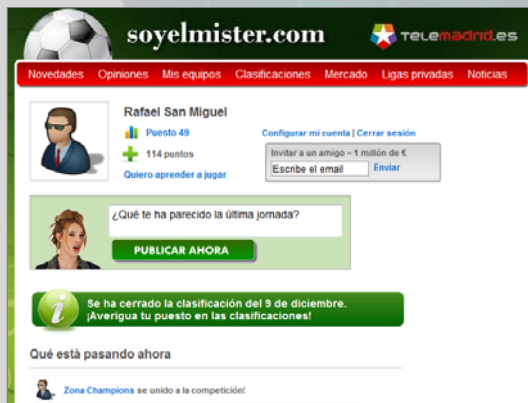 soyelmister.com
TELEMADRID.ES
Novedades Opiniones Mis equipos Clasificaciones Mercado Ligas privadas Noticias
Rafael San Miguel
Puesto 49
Configurar mi cuenta | Cerrar sesión
114 puntos
Invitar a un amigo = 1 millón de €
Escribe el email Enviar
Quiero aprender a jugar
¿Qué te ha parecido la última jornada?
PUBLICAR AHORA
i
Se ha cerrado la clasificación del 9 de diciembre.
¡Averigua tu puesto en las clasificaciones!
Qué está pasando ahora
Zona Champions se unido a la competición!